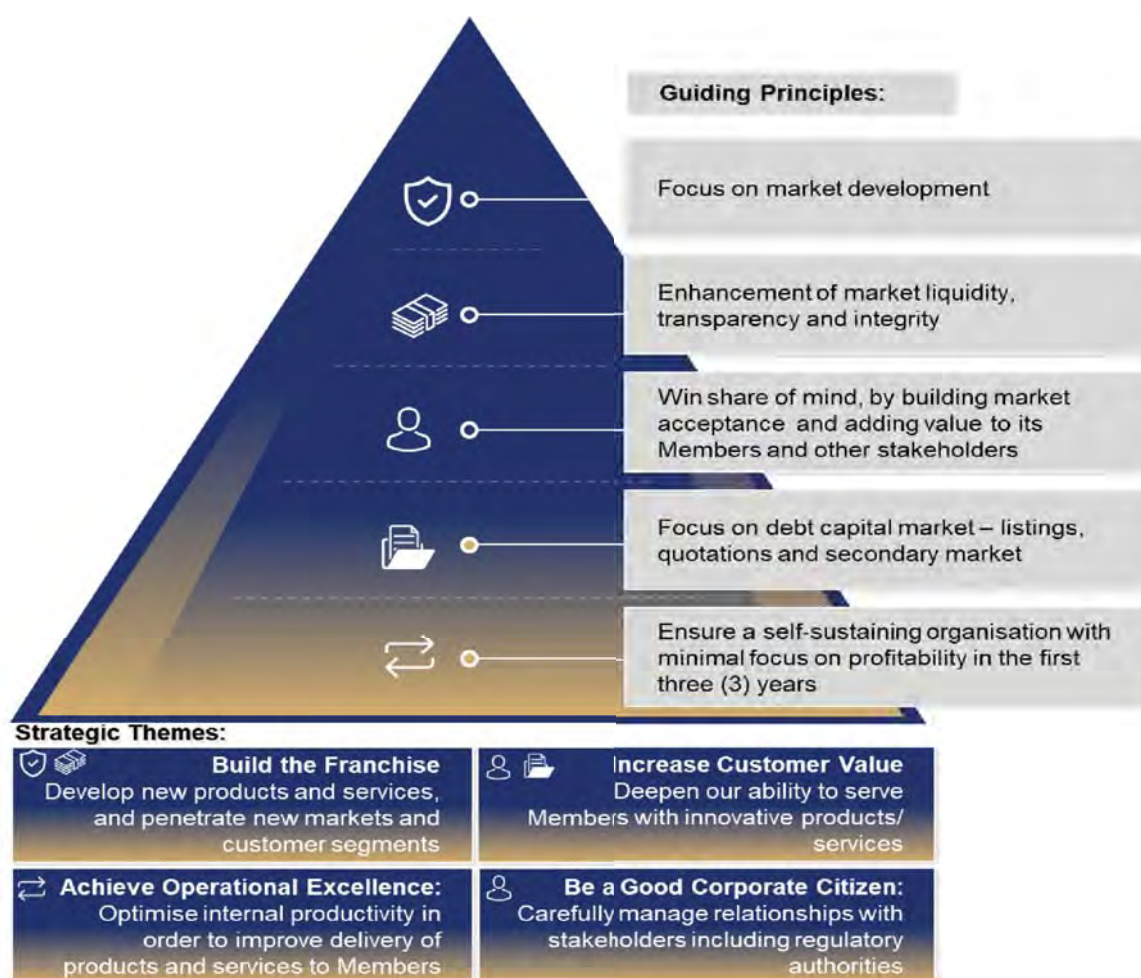 Guiding Principles:
Focus on market development
Enhancement of market liquidity,
transparency and integrity
Win share of mind, by building market
acceptance and adding value to its
Members and other stakeholders
Focus on debt capital market – listings,
quotations and secondary market
Ensure a self-sustaining organisation with
minimal focus on profitability in the first
three (3) years
Strategic Themes:
Build the Franchise
Develop new products and services,
and penetrate new markets and
customer segments
Increase Customer Value
Deepen our ability to serve
Members with innovative products/
services
Achieve Operational Excellence:
Optimise internal productivity in
order to improve delivery of
products and services to Members
Be a Good Corporate Citizen:
Carefully manage relationships with
stakeholders including regulatory
authorities